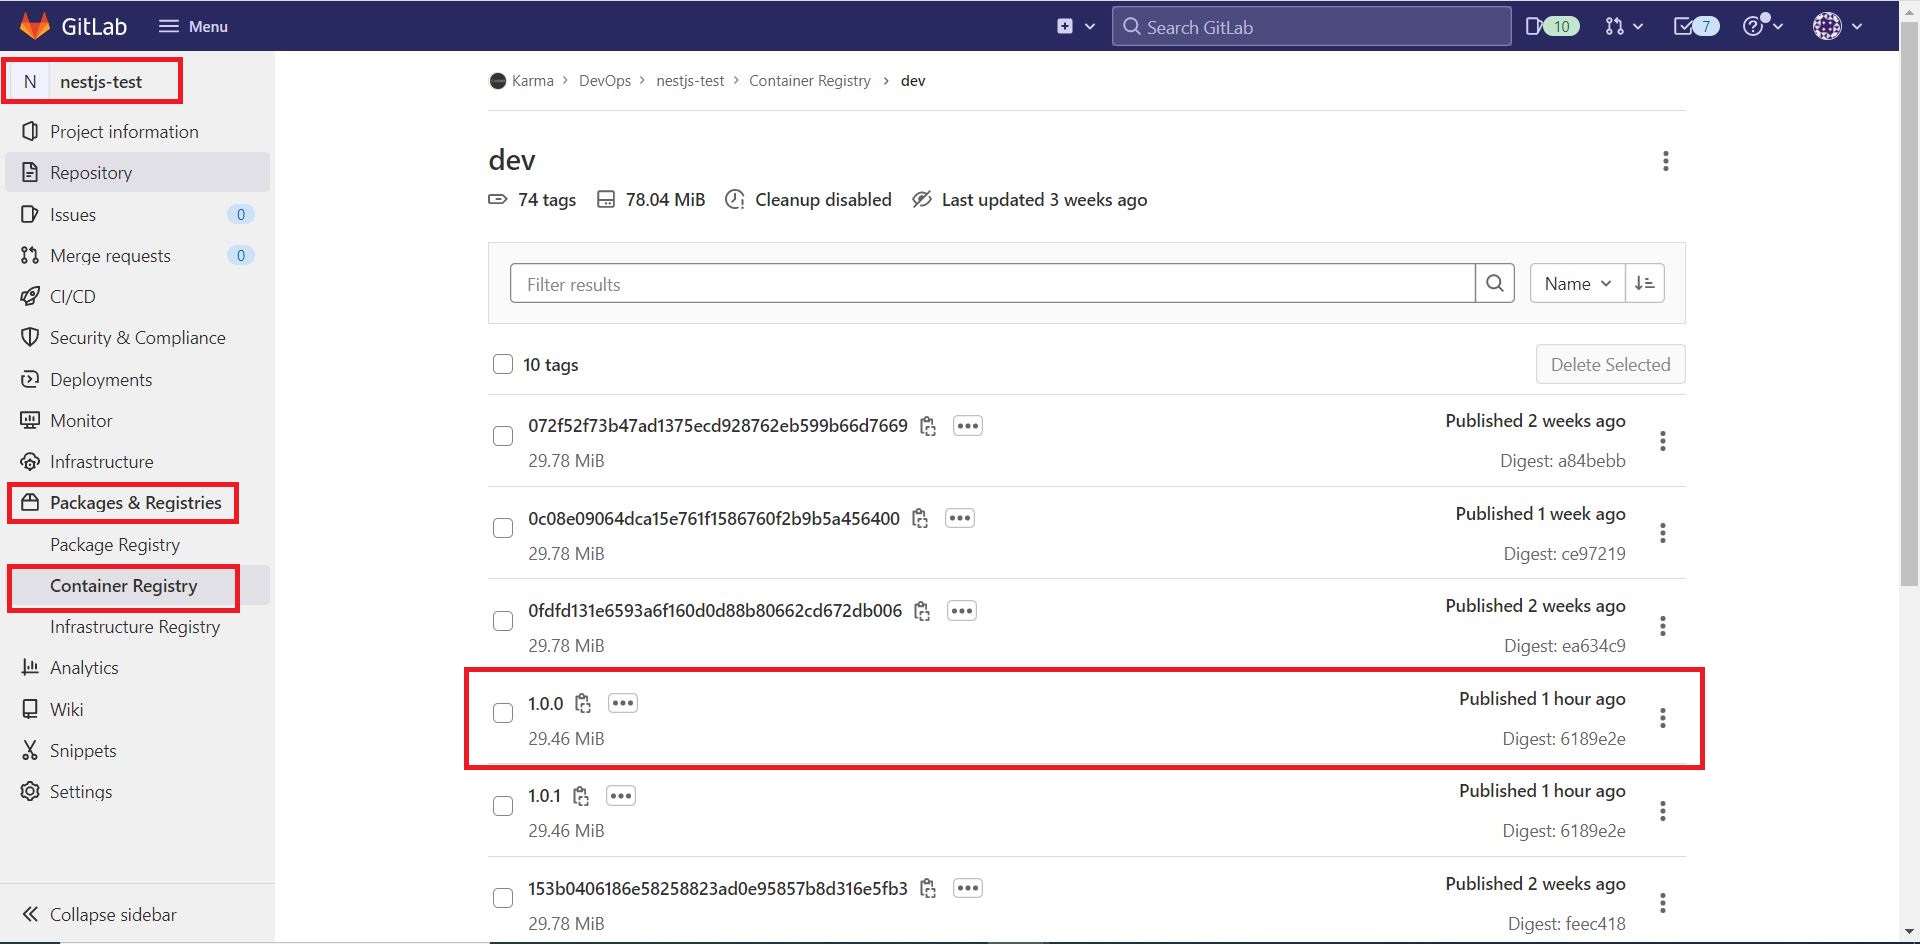 GitLab Menu Search GitLab 10 7
N nestjs-test
Project information
Repository
Issues 0
Merge requests 0
CI/CD
Security & Compliance
Deployments
Monitor
Infrastructure
Packages & Registries
Package Registry
Container Registry
Infrastructure Registry
Analytics
Wiki
Snippets
Settings
Collapse sidebar
Karma > DevOps > nestjs-test > Container Registry > dev
dev
74 tags 78.04 MiB Cleanup disabled Last updated 3 weeks ago
Filter results Name
10 tags Delete Selected
072f52f73b47ad1375ecd928762eb599b66d7669 Published 2 weeks ago
29.78 MiB Digest: a84bebb
0c08e09064dca15e761f1586760f2b9b5a456400 Published 1 week ago
29.78 MiB Digest: ce97219
0fdfd131e6593a6f160d0d88b80662cd672db006 Published 2 weeks ago
29.78 MiB Digest: ea634c9
1.0.0 Published 1 hour ago
29.46 MiB Digest: 6189e2e
1.0.1 Published 1 hour ago
29.46 MiB Digest: 6189e2e
153b0406186e58258823ad0e95857b8d316e5fb3 Published 2 weeks ago
29.78 MiB Digest: feec418